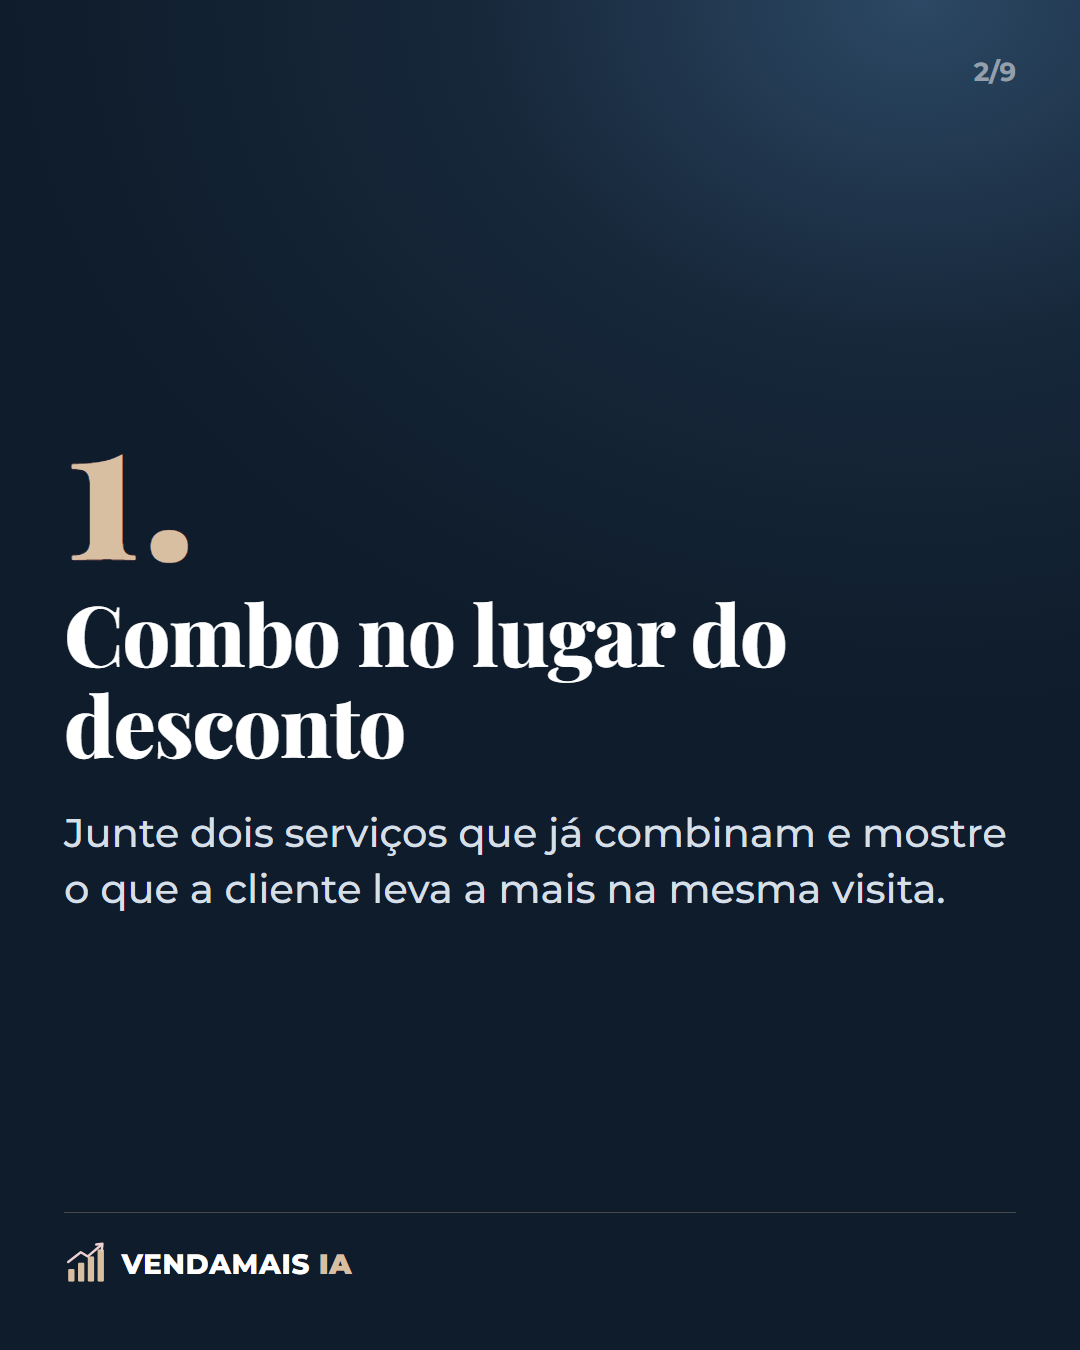 2/9
1.
Combo no lugar do
desconto
Junte dois serviços que já combinam e mostre
o que a cliente leva a mais na mesma visita.
VENDAMAIS IA